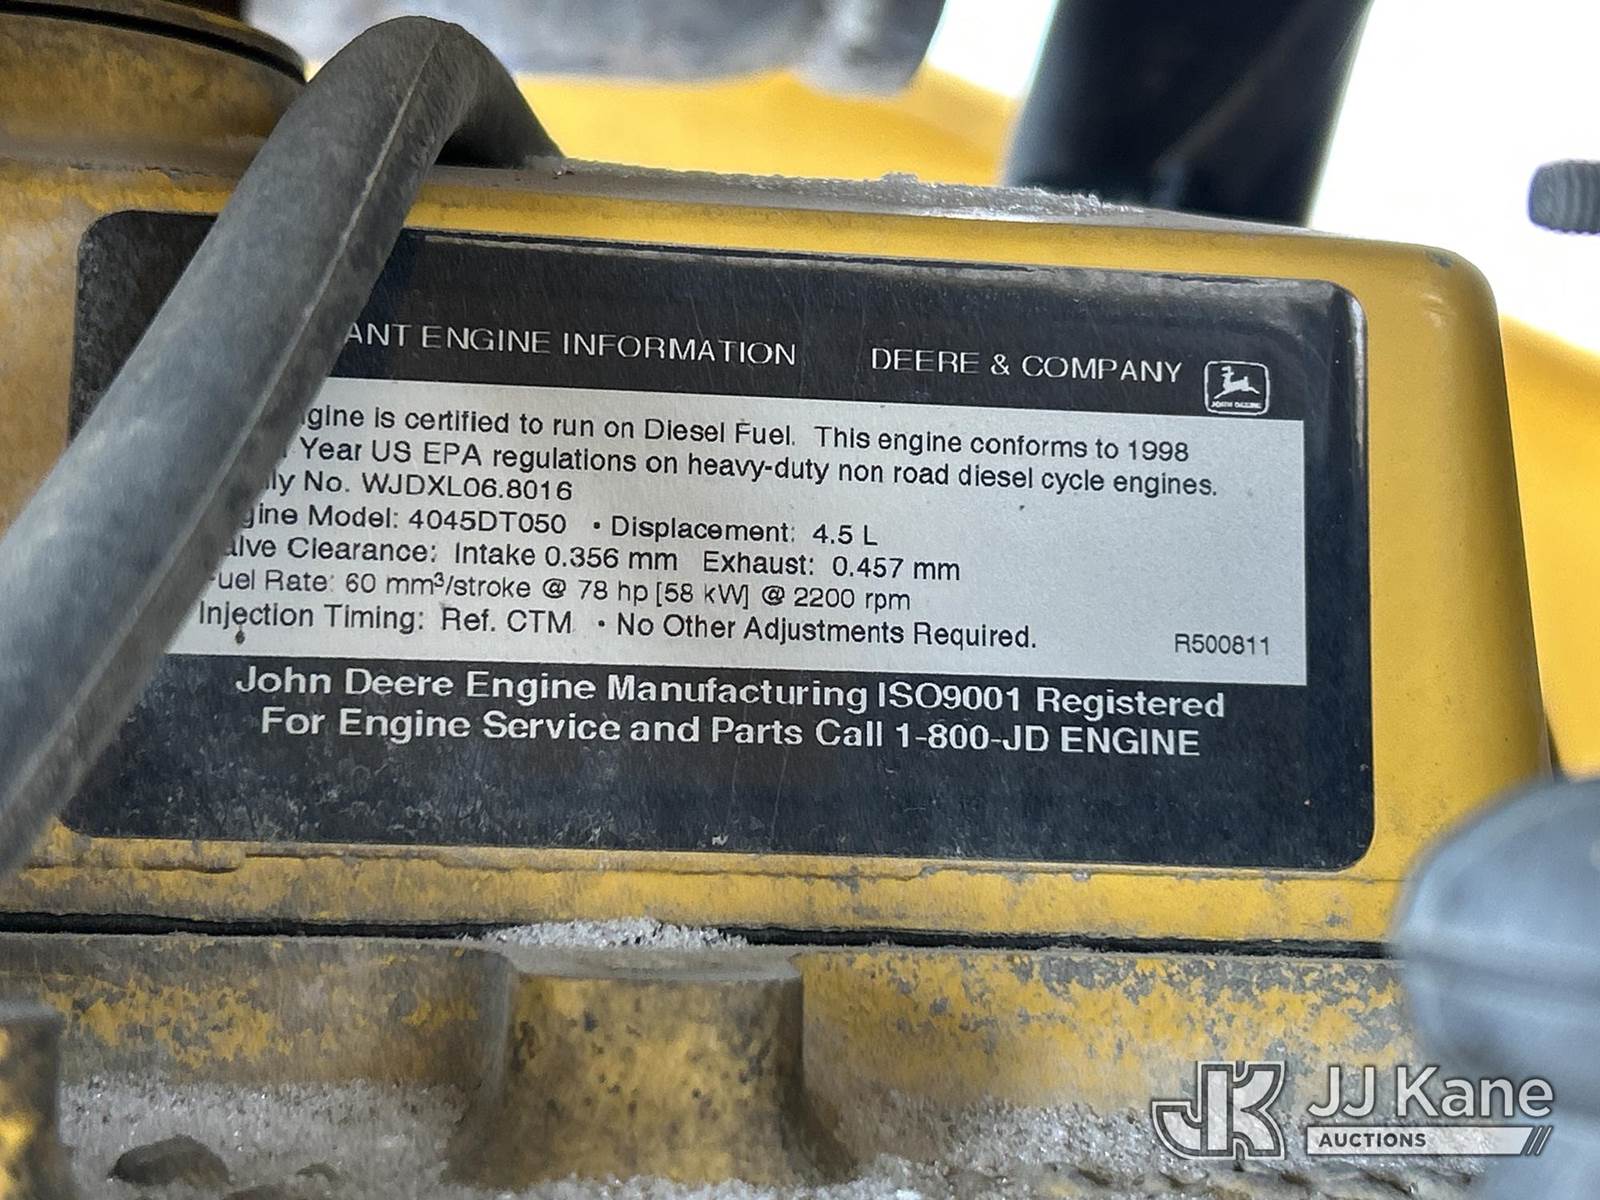 ANT ENGINE INFORMATION DEERE & COMPANY
JOHN DEERE
gine is certified to run on Diesel Fuel. This engine conforms to 1998
Year US EPA regulations on heavy-duty non road diesel cycle engines.
ly No. WJDXL06.8016
gine Model: 4045DT050 • Displacement: 4.5 L
alve Clearance: Intake 0.356 mm Exhaust: 0.457 mm
uel Rate: 60 mm³/stroke @ 78 hp [58 kW] @ 2200 rpm
Injection Timing: Ref. CTM • No Other Adjustments Required. R500811
John Deere Engine Manufacturing ISO9001 Registered
For Engine Service and Parts Call 1-800-JD ENGINE
JK JJ Kane
AUCTIONS